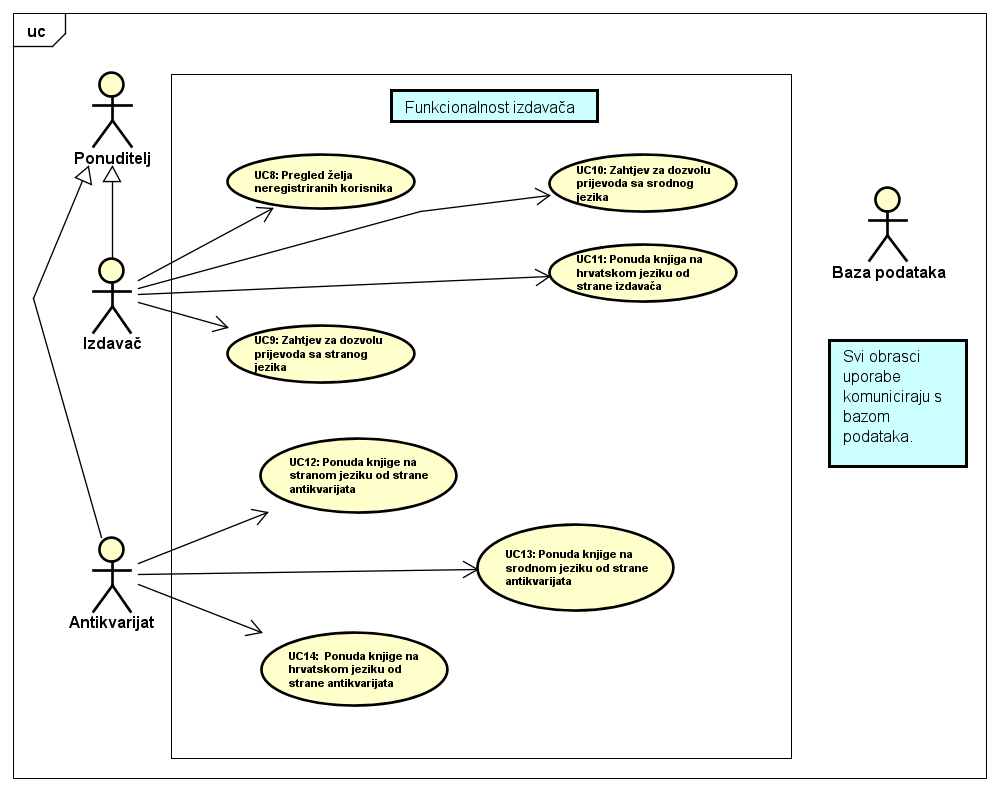 uc
Funkcionalnost izdavača
Ponuditelj
UC8: Pregled želja
neregistriranih korisnika
UC10: Zahtjev za dozvolu
prijevoda sa srodnog
jezika
Baza podataka
UC11: Ponuda knjiga na
hrvatskom jeziku od
strane izdavača
Izdavač
UC9: Zahtjev za dozvolu
prijevoda sa stranog
jezika
Svi obrasci
uporabe
komuniciraju s
bazom
podataka.
UC12: Ponuda knjige na
stranom jeziku od strane
antikvarijata
UC13: Ponuda knjige na
srodnom jeziku od strane
antikvarijata
Antikvarijat
UC14:  Ponuda knjige na
hrvatskom jeziku od
strane antikvarijata